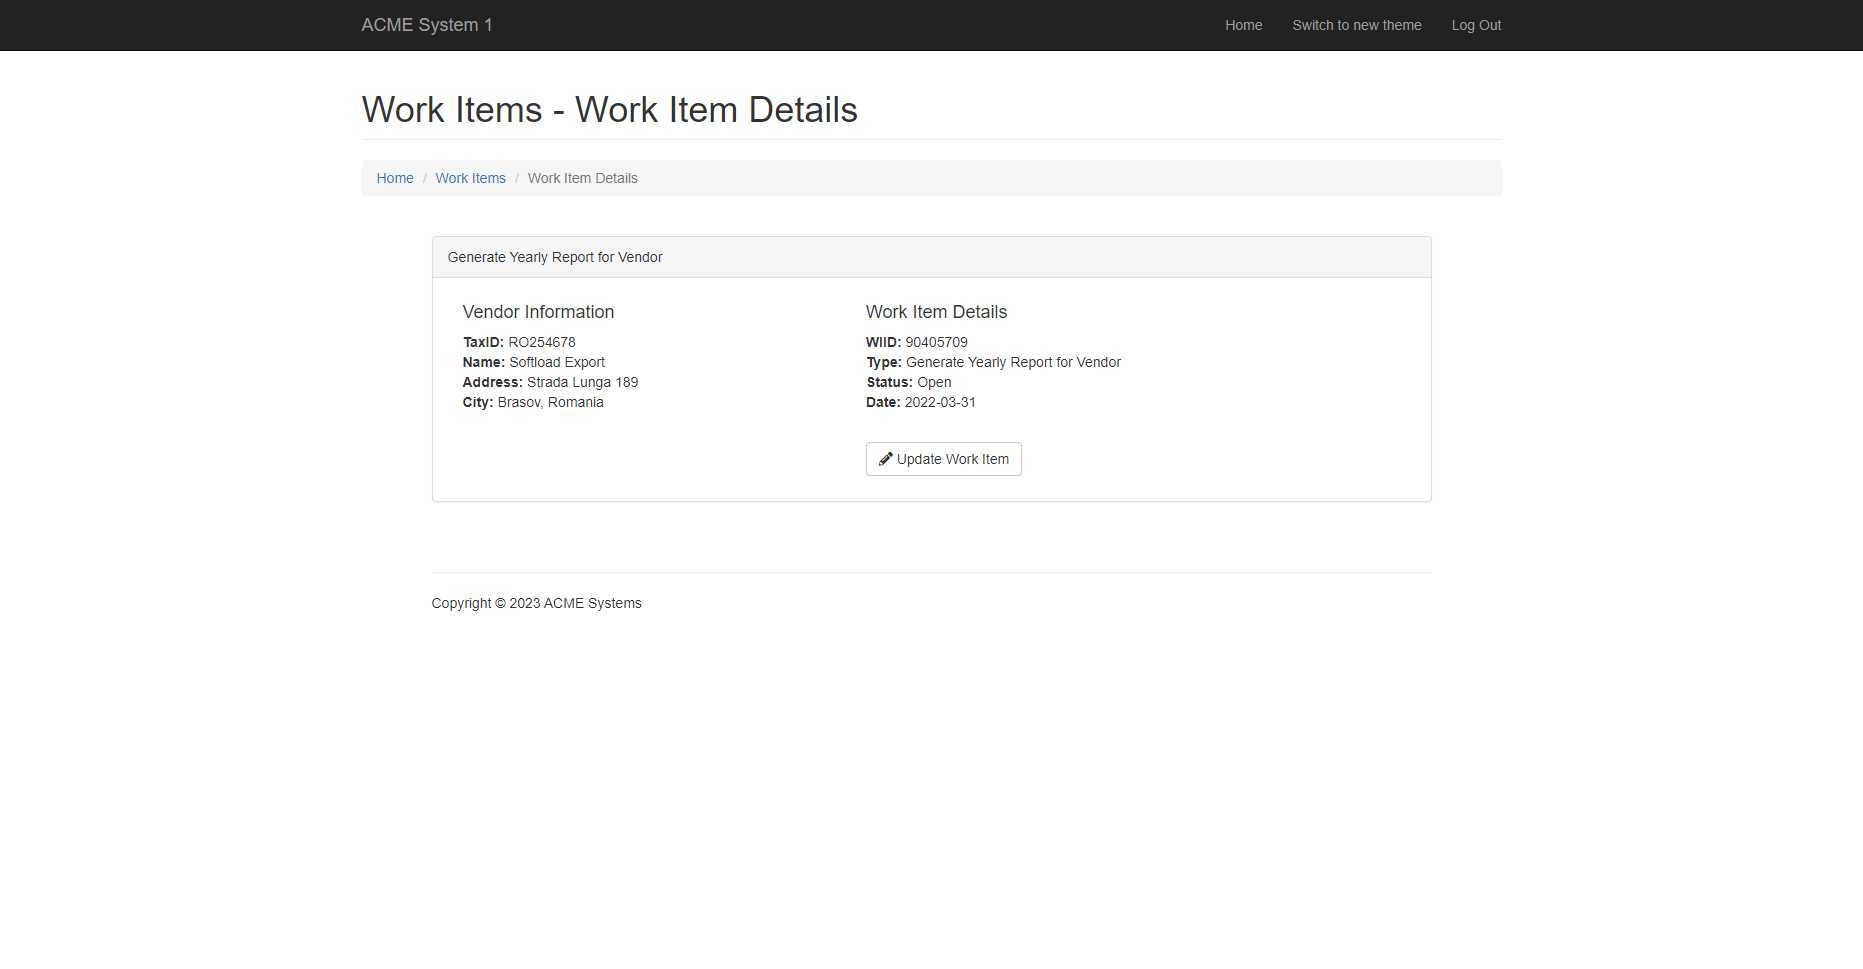 ACME System 1
Home
Switch to new theme
Log Out
Work Items - Work Item Details
Home / Work Items / Work Item Details
Generate Yearly Report for Vendor
Vendor Information
TaxID: RO254678
Name: Softload Export
Address: Strada Lunga 189
City: Brasov, Romania
Work Item Details
WIID: 90405709
Type: Generate Yearly Report for Vendor
Status: Open
Date: 2022-03-31
Update Work Item
Copyright © 2023 ACME Systems